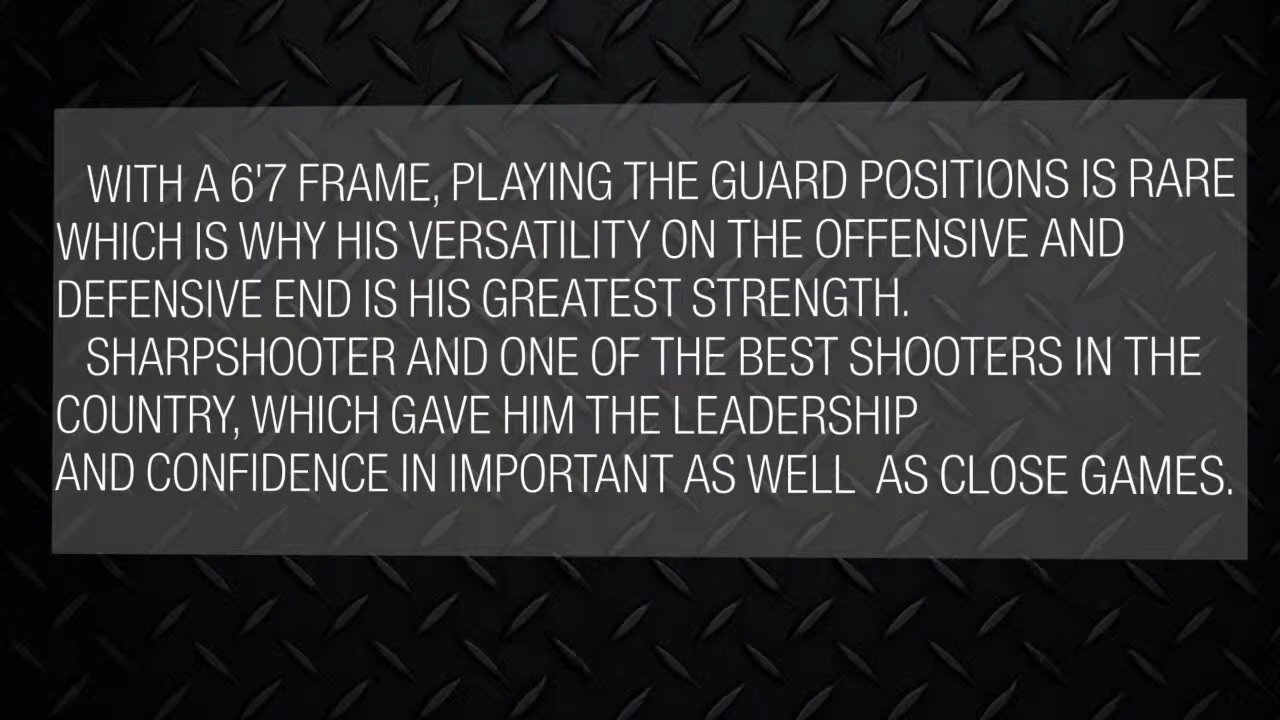 WITH A 6'7 FRAME, PLAYING THE GUARD POSITIONS IS RARE
WHICH IS WHY HIS VERSATILITY ON THE OFFENSIVE AND
DEFENSIVE END IS HIS GREATEST STRENGTH.
SHARPSHOOTER AND ONE OF THE BEST SHOOTERS IN THE
COUNTRY, WHICH GAVE HIM THE LEADERSHIP
AND CONFIDENCE IN IMPORTANT AS WELL  AS CLOSE GAMES.